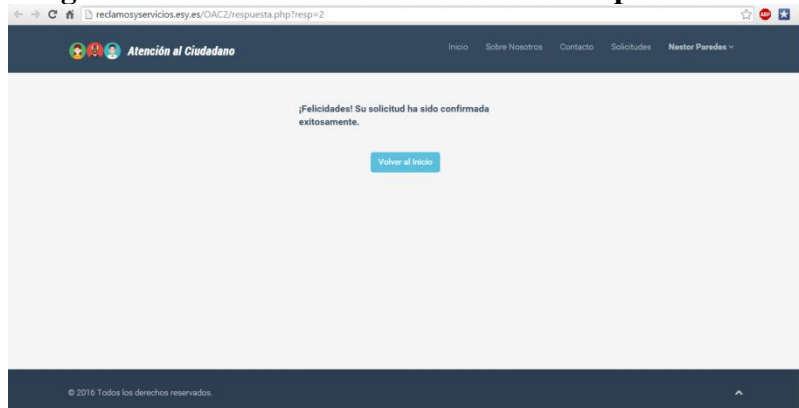 reclamosyservicios.esy.es/OAC2/respuesta.php?resp=2
ABP
Atención al Ciudadano
Inicio Sobre Nosotros Contacto Solicitudes Nestor Paredes
¡Felicidades! Su solicitud ha sido confirmada
exitosamente.
Volver al Inicio
© 2016 Todos los derechos reservados.